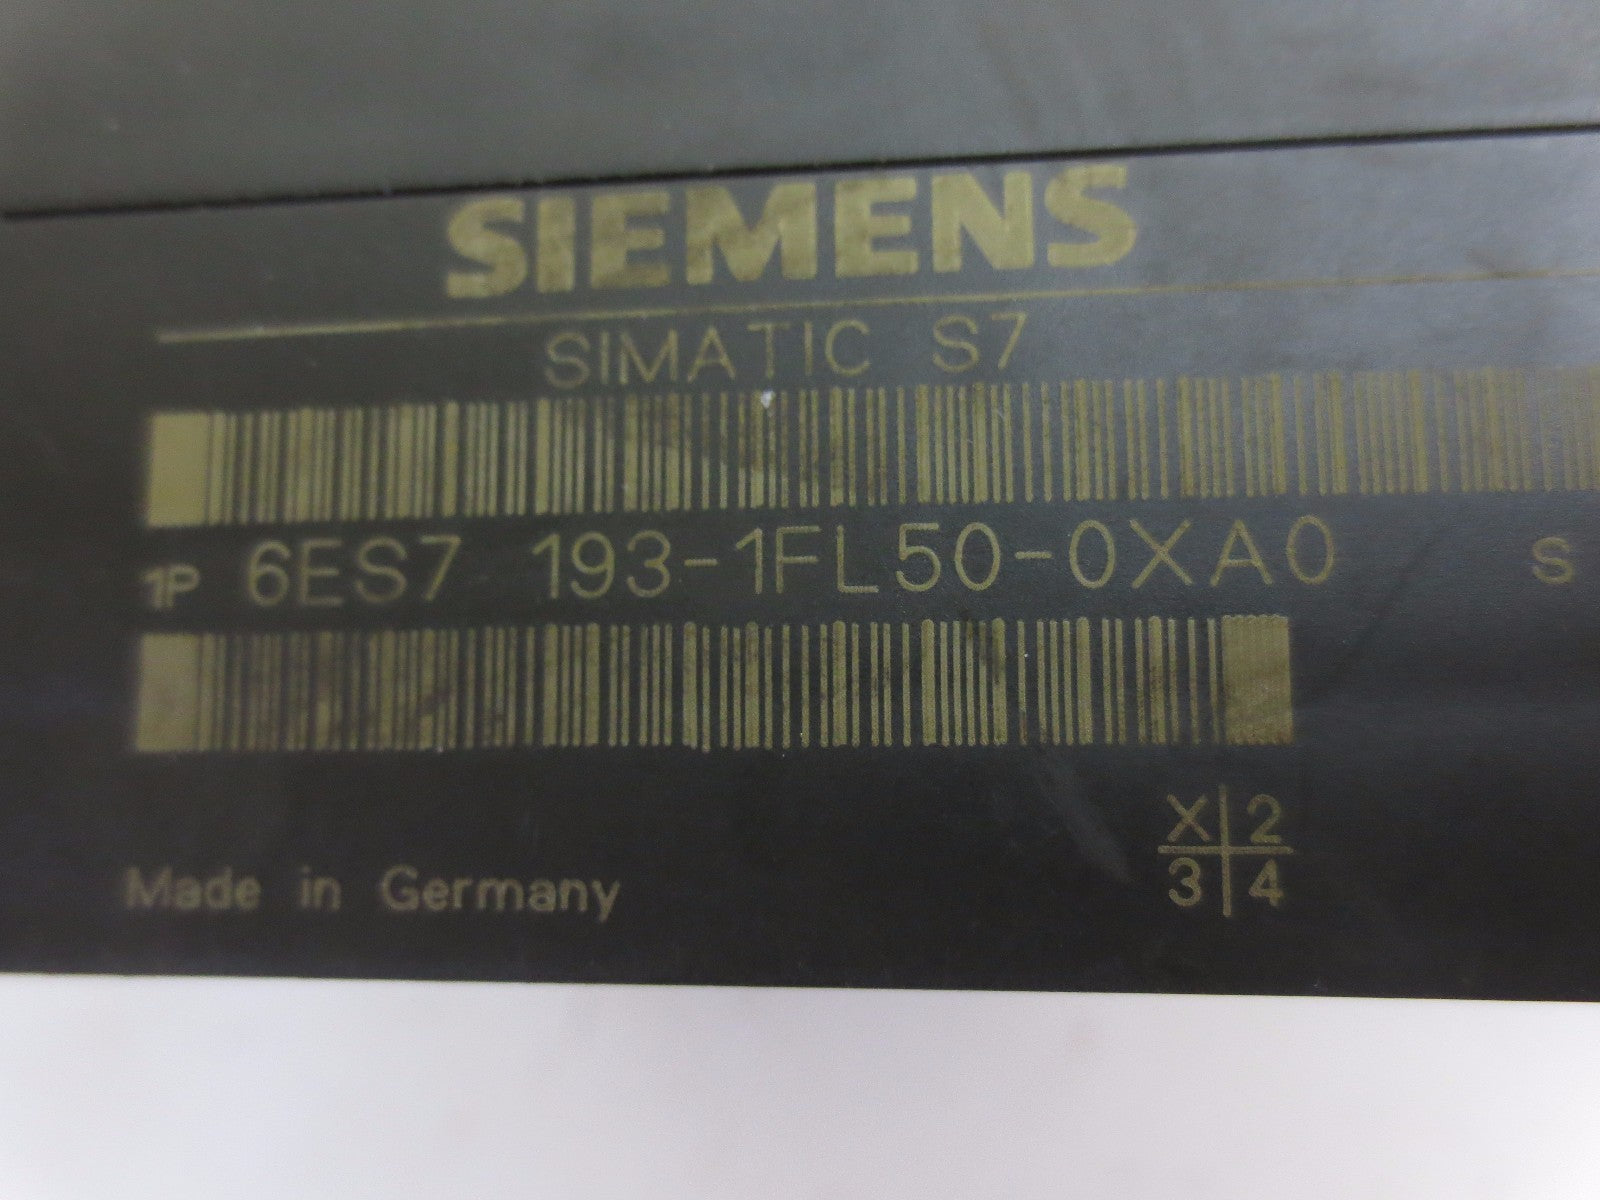 SIEMENS
SIMATIC S7
1P 6ES7 193-1FL50-0XA0 S
Made in Germany
X 2
3 4